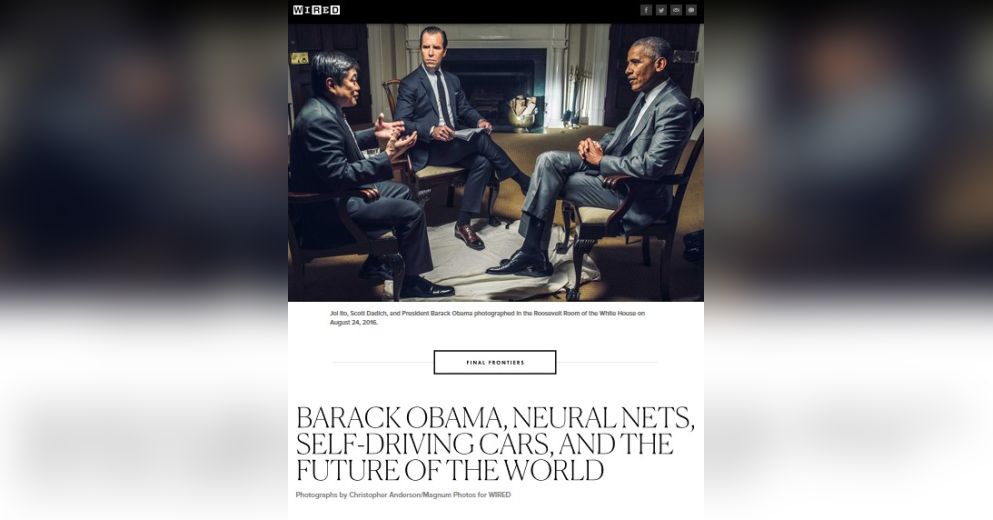 WIRED
Joi Ito, Scott Dadich, and President Barack Obama photographed in the Roosevelt Room of the White House on
August 24, 2016.
FINAL FRONTIERS
BARACK OBAMA, NEURAL NETS,
SELF-DRIVING CARS, AND THE
FUTURE OF THE WORLD
Photographs by Christopher Anderson/Magnum Photos for WIRED